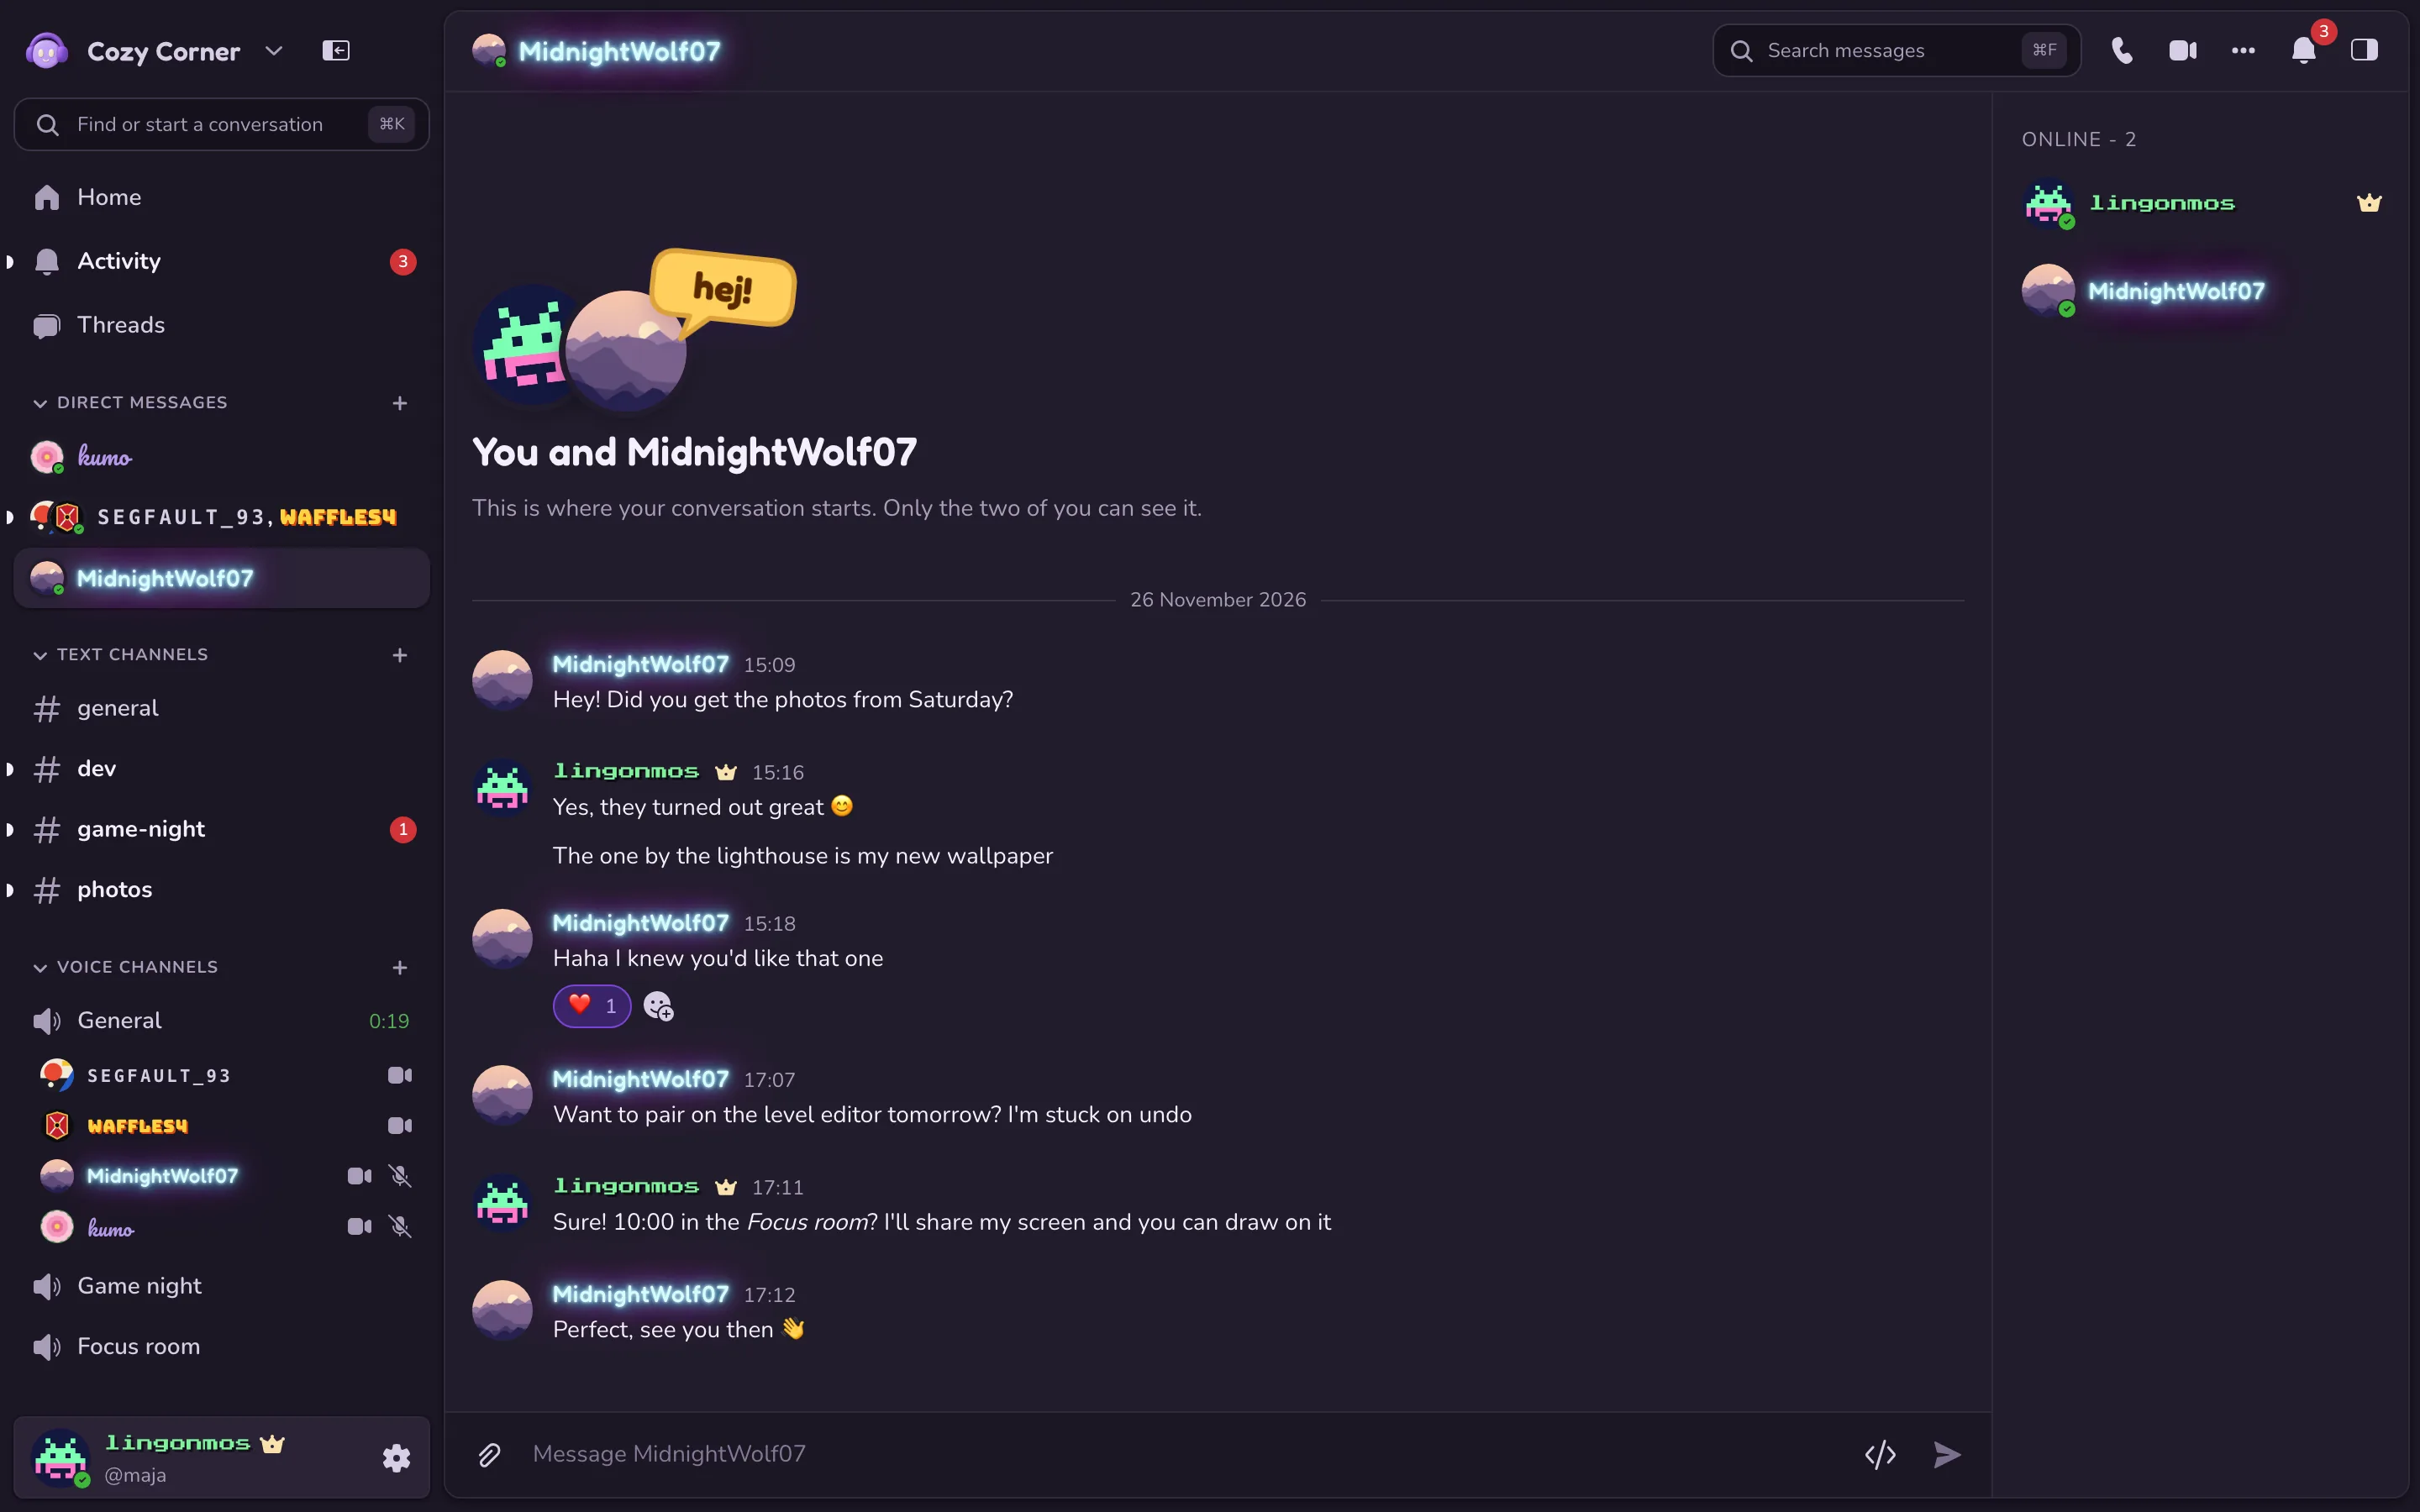 Cozy Corner
Find or start a conversation ⌘K
Home
Activity 3
Threads
DIRECT MESSAGES
kumo
SEGFAULT_93, WAFFLES4
MidnightWolf07
TEXT CHANNELS
general
dev
game-night 1
photos
VOICE CHANNELS
General 0:19
SEGFAULT_93
WAFFLES4
MidnightWolf07
kumo
Game night
Focus room
lingonmos
@maja
MidnightWolf07
Search messages ⌘F
3
hej!
You and MidnightWolf07
This is where your conversation starts. Only the two of you can see it.
26 November 2026
MidnightWolf07 15:09
Hey! Did you get the photos from Saturday?
lingonmos 15:16
Yes, they turned out great 😊
The one by the lighthouse is my new wallpaper
MidnightWolf07 15:18
Haha I knew you'd like that one
❤️ 1
MidnightWolf07 17:07
Want to pair on the level editor tomorrow? I'm stuck on undo
lingonmos 17:11
Sure! 10:00 in the Focus room? I'll share my screen and you can draw on it
MidnightWolf07 17:12
Perfect, see you then 👋
Message MidnightWolf07
ONLINE - 2
lingonmos
MidnightWolf07